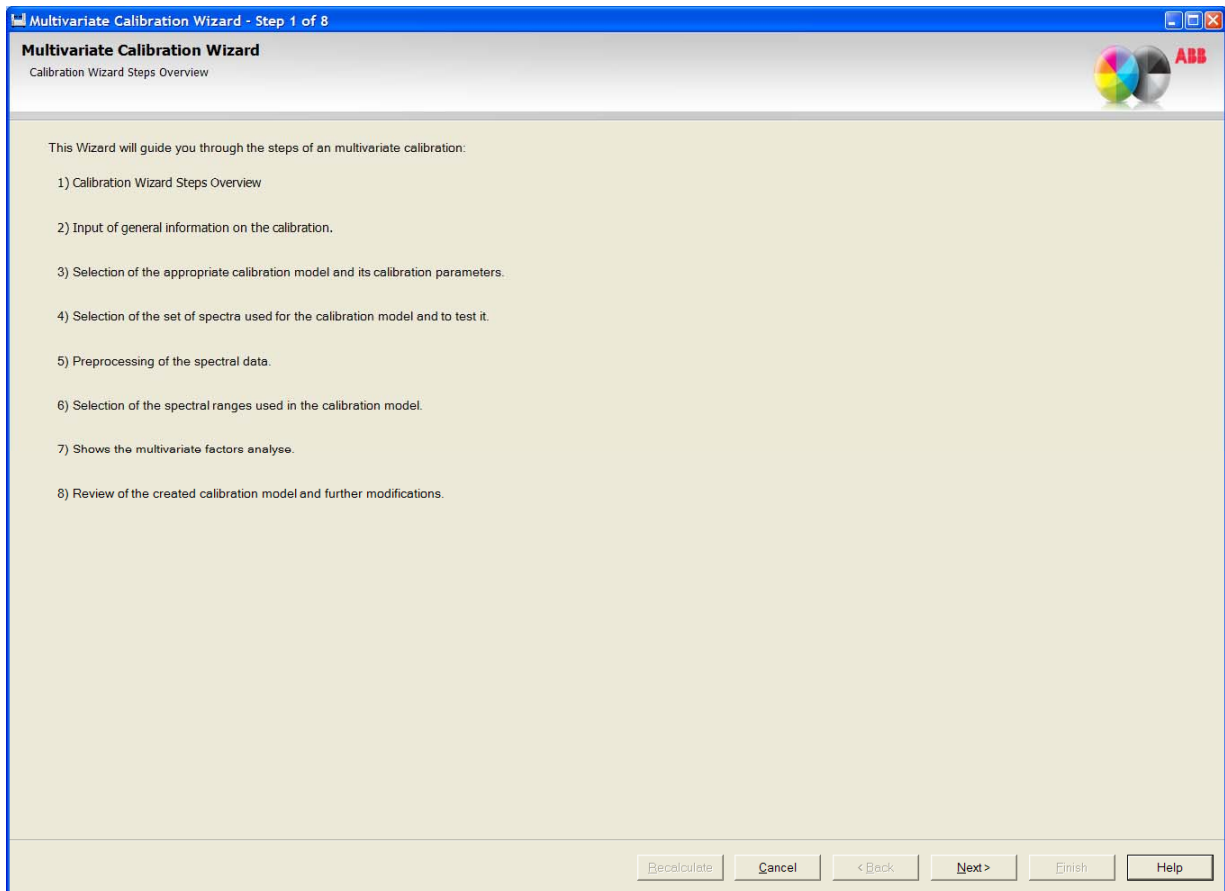 Multivariate Calibration Wizard - Step 1 of 8
Multivariate Calibration Wizard
Calibration Wizard Steps Overview
ABB
This Wizard will guide you through the steps of an multivariate calibration:
1) Calibration Wizard Steps Overview
2) Input of general information on the calibration.
3) Selection of the appropriate calibration model and its calibration parameters.
4) Selection of the set of spectra used for the calibration model and to test it.
5) Preprocessing of the spectral data.
6) Selection of the spectral ranges used in the calibration model.
7) Shows the multivariate factors analyse.
8) Review of the created calibration model and further modifications.
Recalculate Cancel < Back Next > Finish Help